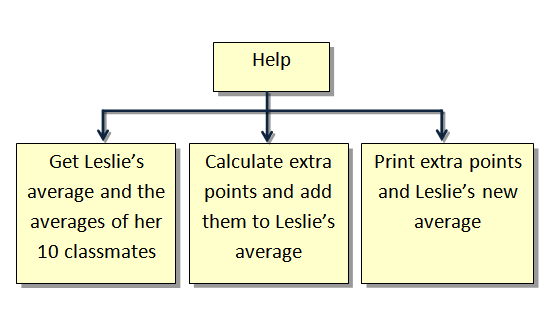 Help
Get Leslie’s
average and the
averages of her
10 classmates
Calculate extra
points and add
them to Leslie’s
average
Print extra points
and Leslie’s new
average